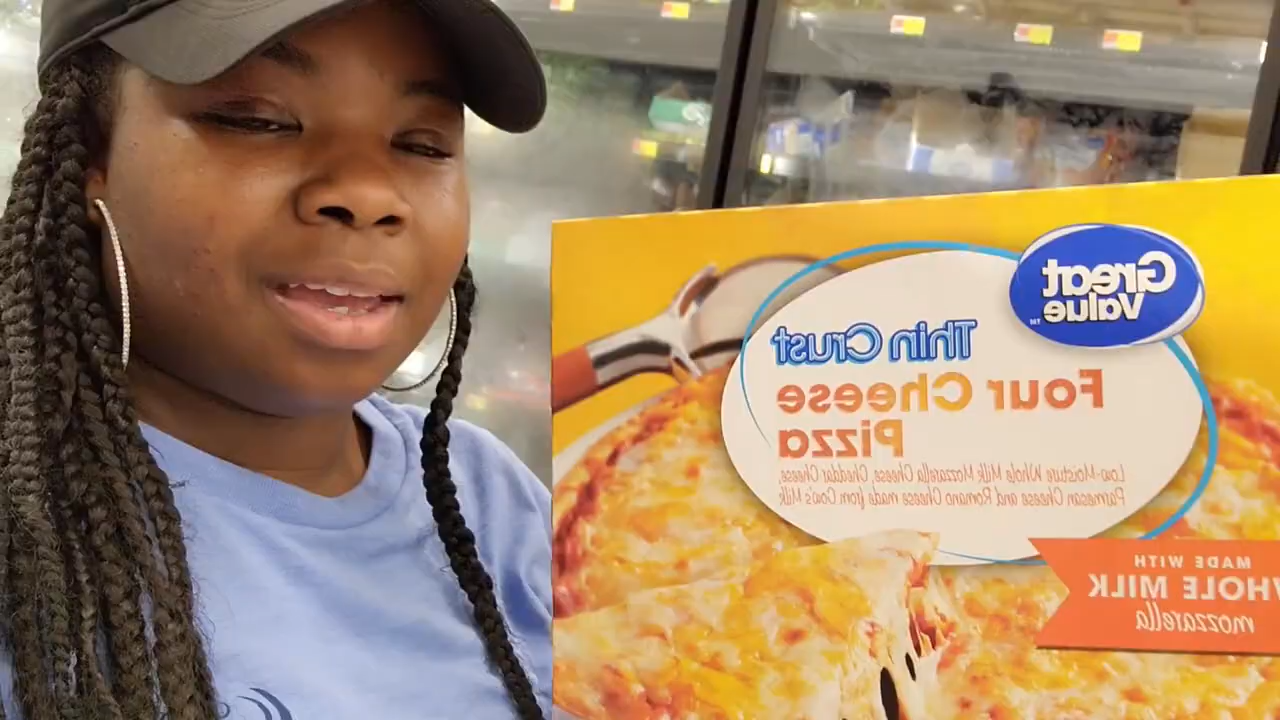 Great
Value™
Thin Crust
Four Cheese
Pizza
Low-Moisture Whole Milk Mozzarella Cheese, Cheddar Cheese,
Parmesan Cheese and Romano Cheese made from Cow's Milk
MADE WITH
WHOLE MILK
mozzarella